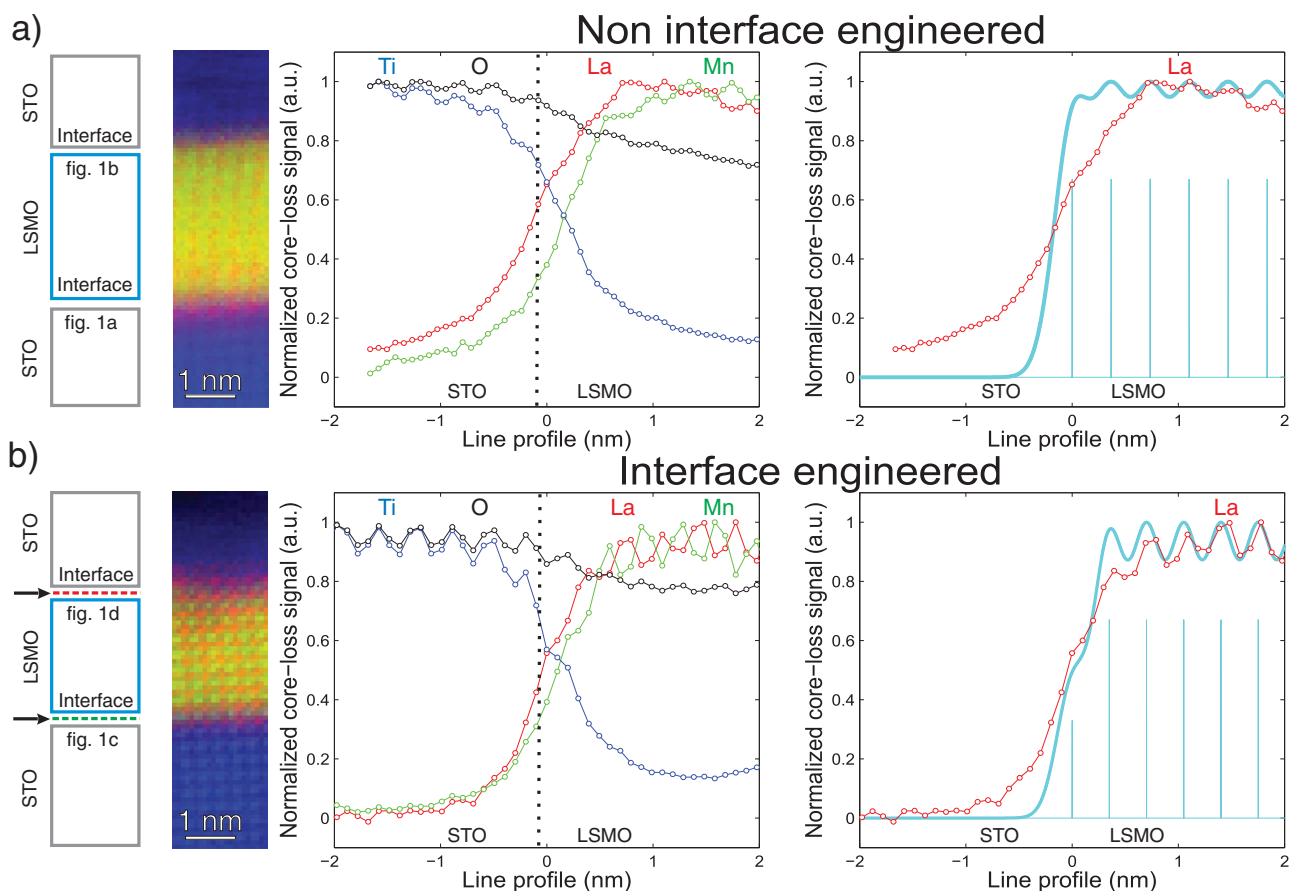 a)
Non interface engineered
STO
Interface
fig. 1b
LSMO
Interface
fig. 1a
STO
1 nm
Normalized core-loss signal (a.u.)
Ti O La Mn
1
0.8
0.6
0.4
0.2
0
STO LSMO
−2 −1 0 1 2
Line profile (nm)
Normalized core-loss signal (a.u.)
La
1
0.8
0.6
0.4
0.2
0
STO LSMO
−2 −1 0 1 2
Line profile (nm)
b)
Interface engineered
STO
Interface
fig. 1d
LSMO
Interface
fig. 1c
STO
1 nm
Normalized core-loss signal (a.u.)
Ti O La Mn
1
0.8
0.6
0.4
0.2
0
STO LSMO
−2 −1 0 1 2
Line profile (nm)
Normalized core-loss signal (a.u.)
La
1
0.8
0.6
0.4
0.2
0
STO LSMO
−2 −1 0 1 2
Line profile (nm)